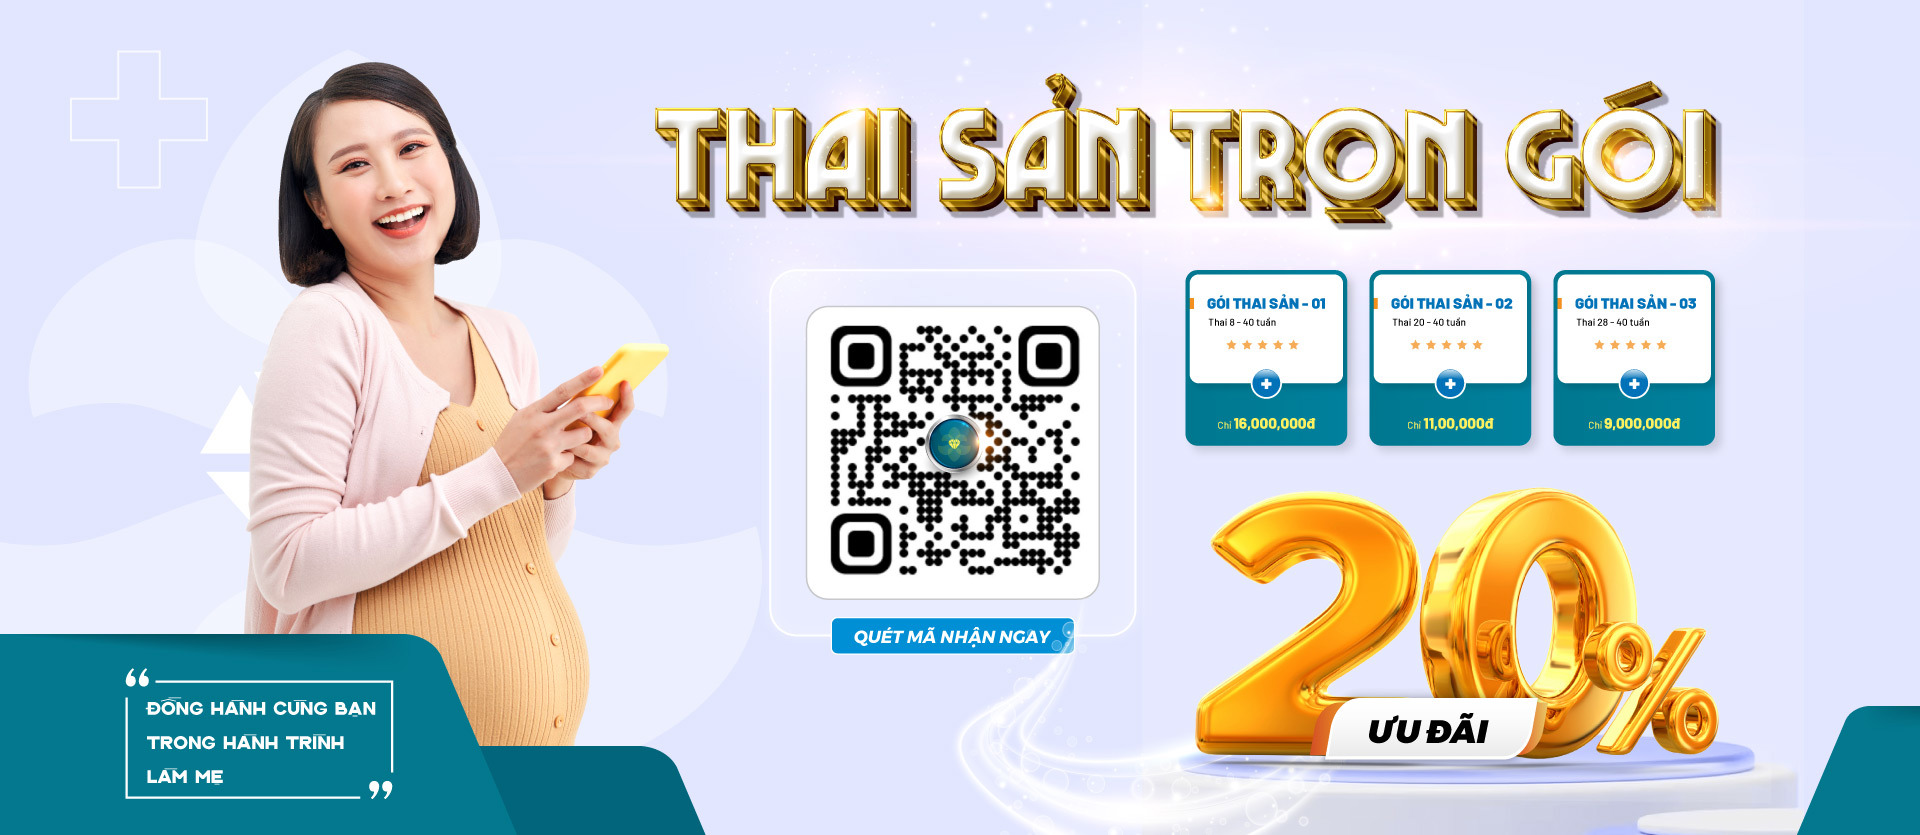 THAI SẢN TRỌN GÓI
GÓI THAI SẢN - 01
Thai 8 - 40 tuần
Chỉ 16,000,000đ
GÓI THAI SẢN - 02
Thai 20 - 40 tuần
Chỉ 11,00,000đ
GÓI THAI SẢN - 03
Thai 28 - 40 tuần
Chỉ 9,000,000đ
QUÉT MÃ NHẬN NGAY
20%
ƯU ĐÃI
“ĐỒNG HÀNH CÙNG BẠN
TRONG HÀNH TRÌNH
LÀM MẸ”